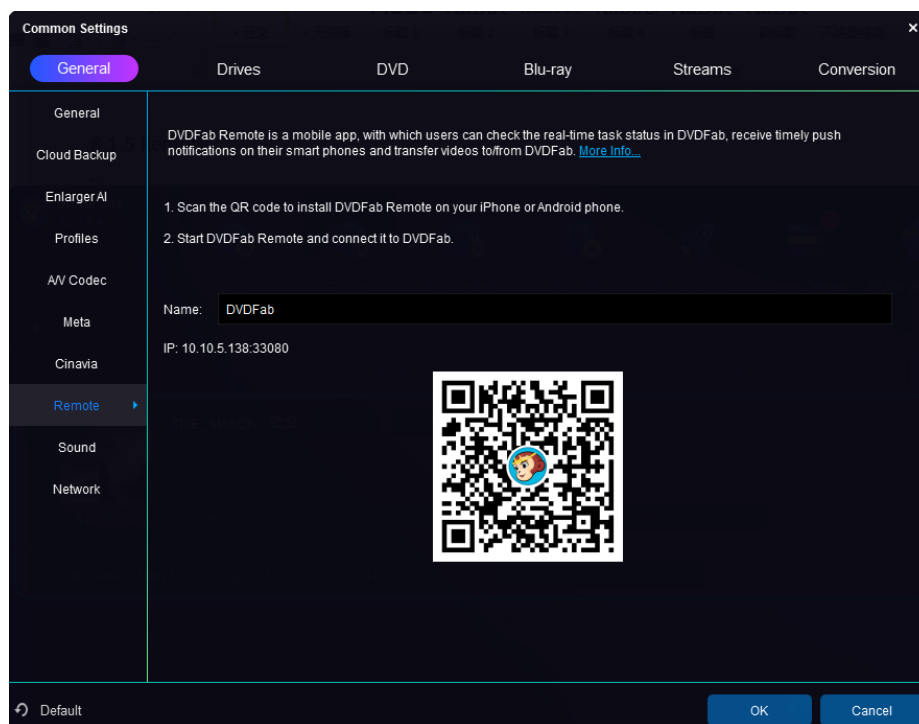 Common Settings
General
Drives
DVD
Blu-ray
Streams
Conversion
General
Cloud Backup
Enlarger AI
Profiles
A/V Codec
Meta
Cinavia
Remote
Sound
Network
DVDFab Remote is a mobile app, with which users can check the real-time task status in DVDFab, receive timely push
notifications on their smart phones and transfer videos to/from DVDFab. More Info...
1. Scan the QR code to install DVDFab Remote on your iPhone or Android phone.
2. Start DVDFab Remote and connect it to DVDFab.
Name: DVDFab
IP: 10.10.5.138:33080
Default
OK
Cancel